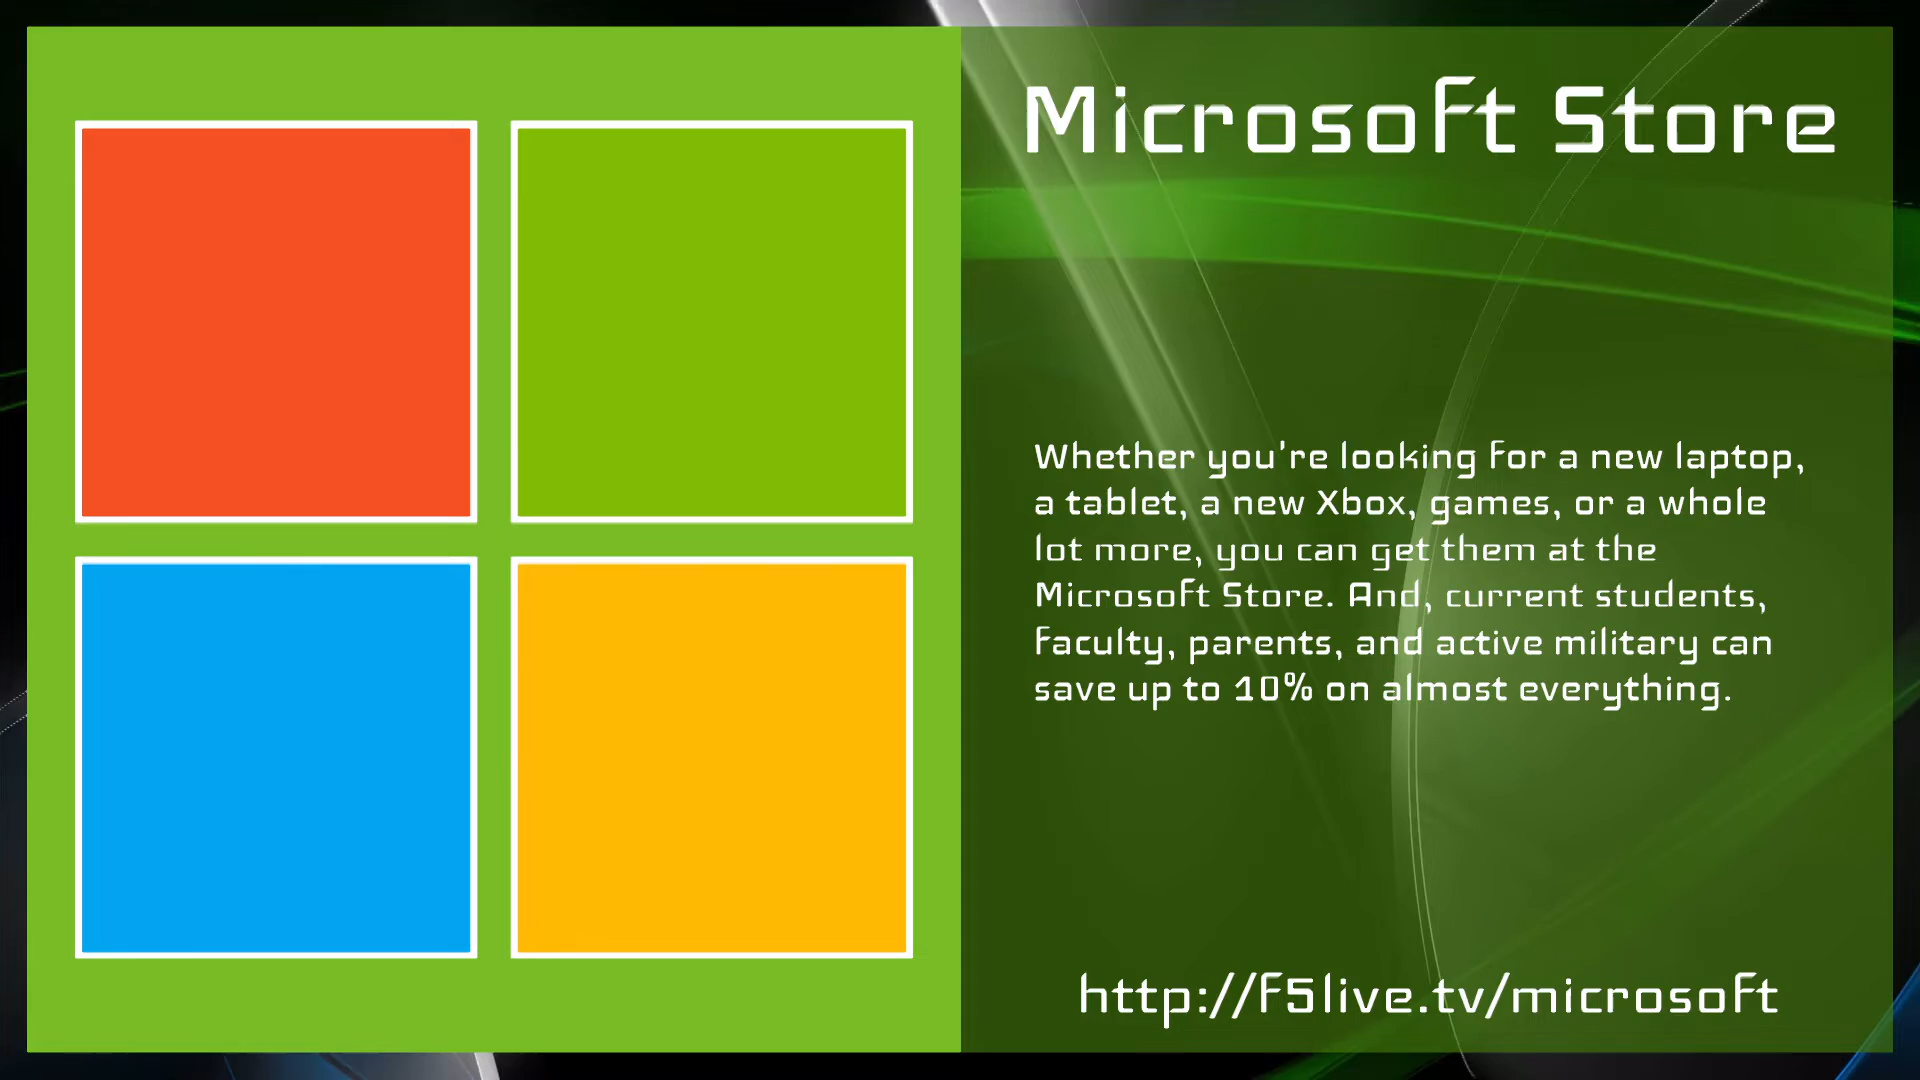 Microsoft Store
Whether you're looking for a new laptop,
a tablet, a new Xbox, games, or a whole
lot more, you can get them at the
Microsoft Store. And, current students,
faculty, parents, and active military can
save up to 10% on almost everything.
http://f5live.tv/microsoft